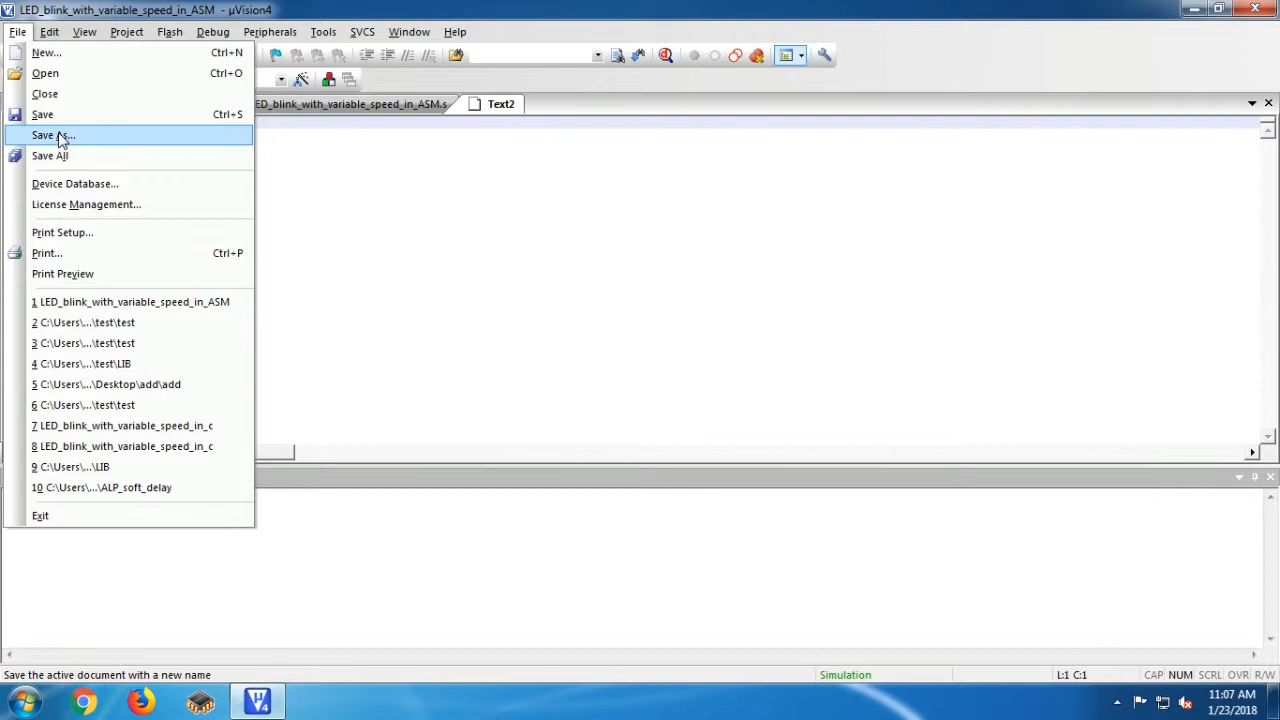 LED_blink_with_variable_speed_in_ASM - µVision4
File Edit View Project Flash Debug Peripherals Tools SVCS Window Help
New... Ctrl+N
Open Ctrl+O
Close
Save Ctrl+S
Save As...
Save All
Device Database...
License Management...
Print Setup...
Print... Ctrl+P
Print Preview
1 LED_blink_with_variable_speed_in_ASM
2 C:\Users\...\test\test
3 C:\Users\...\test\test
4 C:\Users\...\test\LIB
5 C:\Users\...\Desktop\add\add
6 C:\Users\...\test\test
7 LED_blink_with_variable_speed_in_c
8 LED_blink_with_variable_speed_in_c
9 C:\Users\...\LIB
10 C:\Users\...\ALP_soft_delay
Exit
ED_blink_with_variable_speed_in_ASM.s Text2
Save the active document with a new name Simulation L:1 C:1 CAP NUM SCRL OVR R/W
11:07 AM
1/23/2018